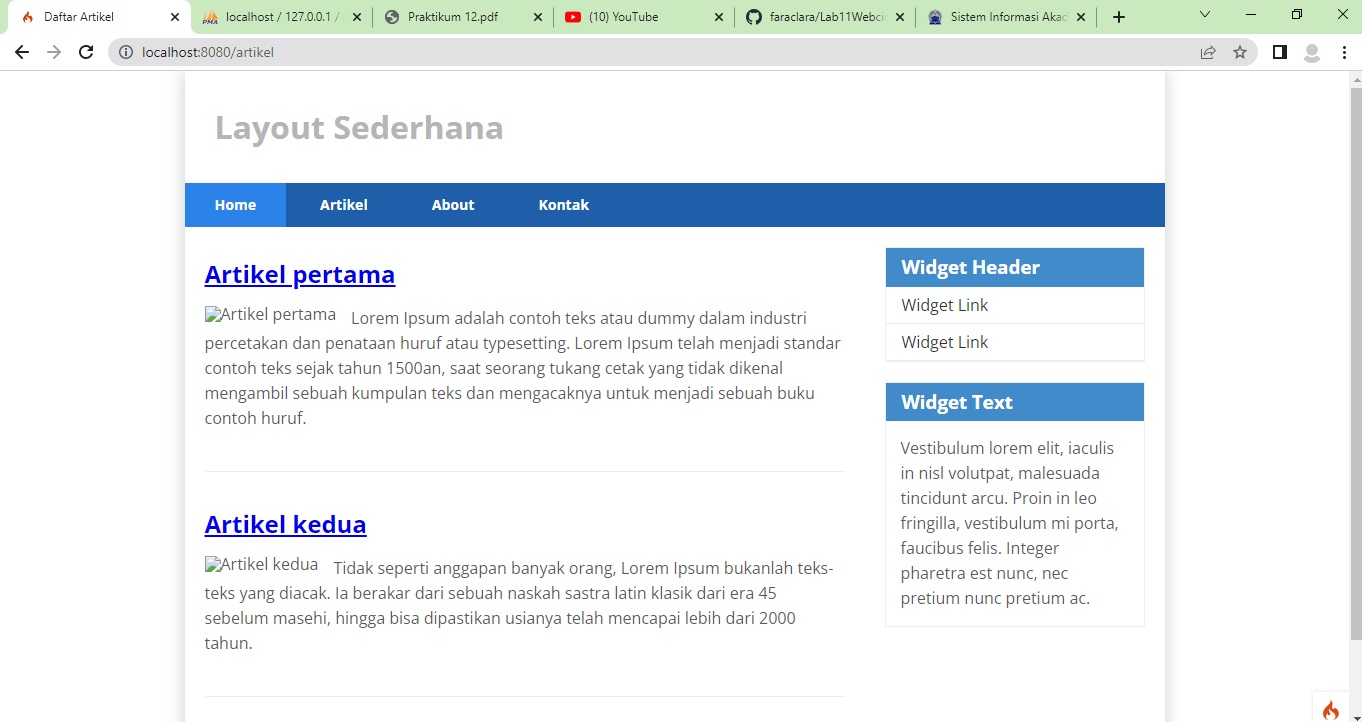 Daftar Artikel
localhost / 127.0.0.1 /
Praktikum 12.pdf
(10) YouTube
faraclara/Lab11Webci
Sistem Informasi Akad
localhost:8080/artikel
Layout Sederhana
Home Artikel About Kontak
Artikel pertama
Artikel pertama Lorem Ipsum adalah contoh teks atau dummy dalam industri
percetakan dan penataan huruf atau typesetting. Lorem Ipsum telah menjadi standar
contoh teks sejak tahun 1500an, saat seorang tukang cetak yang tidak dikenal
mengambil sebuah kumpulan teks dan mengacaknya untuk menjadi sebuah buku
contoh huruf.
Artikel kedua
Artikel kedua Tidak seperti anggapan banyak orang, Lorem Ipsum bukanlah teks-
teks yang diacak. Ia berakar dari sebuah naskah sastra latin klasik dari era 45
sebelum masehi, hingga bisa dipastikan usianya telah mencapai lebih dari 2000
tahun.
Widget Header
Widget Link
Widget Link
Widget Text
Vestibulum lorem elit, iaculis
in nisl volutpat, malesuada
tincidunt arcu. Proin in leo
fringilla, vestibulum mi porta,
faucibus felis. Integer
pharetra est nunc, nec
pretium nunc pretium ac.